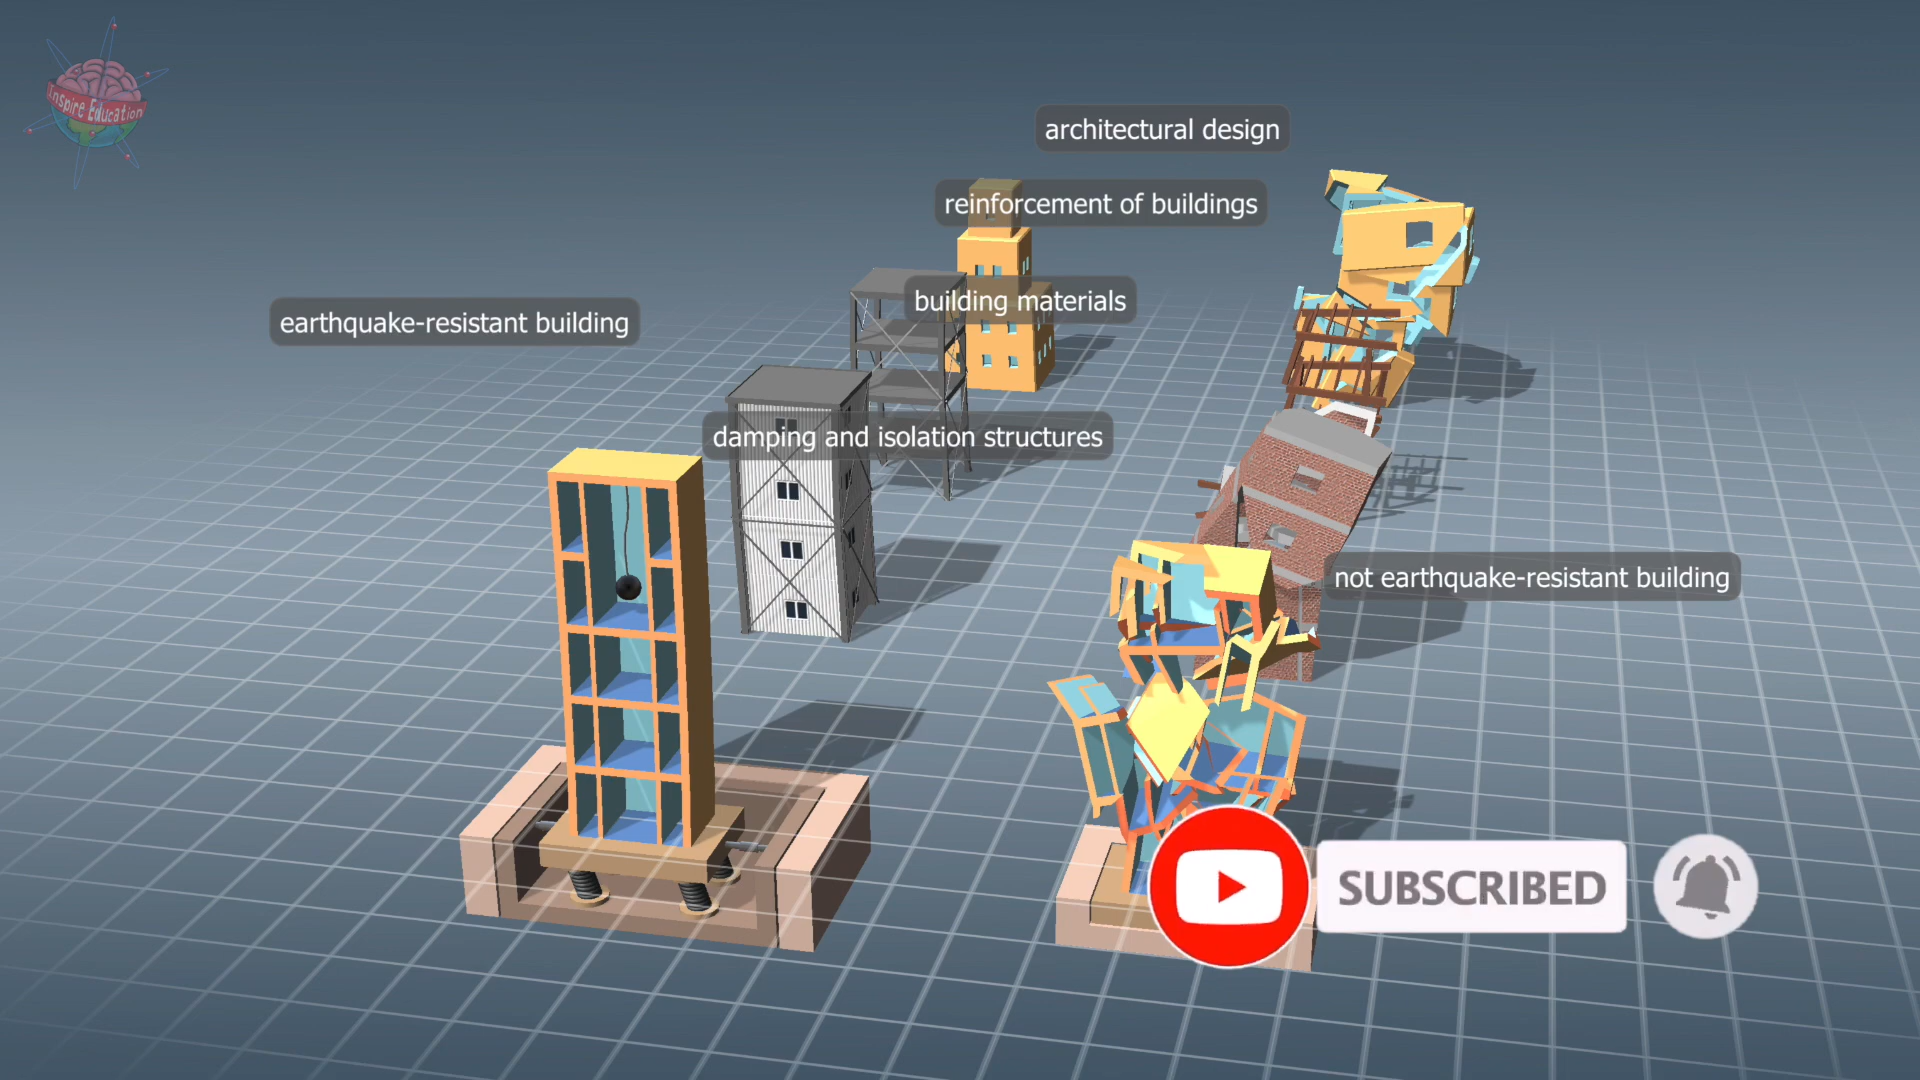 Inspire Education
architectural design
reinforcement of buildings
building materials
earthquake-resistant building
damping and isolation structures
not earthquake-resistant building
SUBSCRIBED